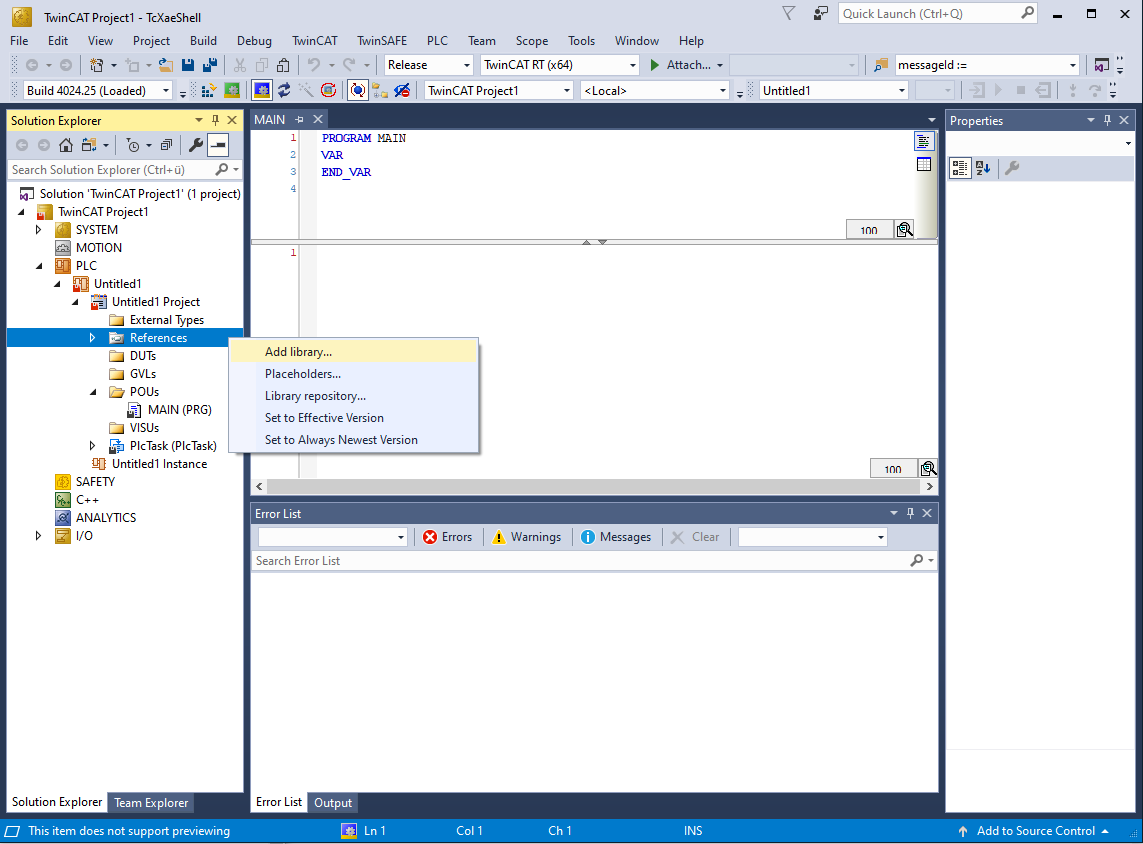 TwinCAT Project1 - TcXaeShell
Quick Launch (Ctrl+Q)
File Edit View Project Build Debug TwinCAT TwinSAFE PLC Team Scope Tools Window Help
Release TwinCAT RT (x64) Attach... messageId :=
Build 4024.25 (Loaded) TwinCAT Project1 <Local> Untitled1
Solution Explorer
Search Solution Explorer (Ctrl+ü)
Solution 'TwinCAT Project1' (1 project)
TwinCAT Project1
SYSTEM
MOTION
PLC
Untitled1
Untitled1 Project
External Types
References
DUTs
GVLs
POUs
MAIN (PRG)
VISUs
PlcTask (PlcTask)
Untitled1 Instance
SAFETY
C++
ANALYTICS
I/O
Solution Explorer Team Explorer
MAIN
1 PROGRAM MAIN
2 VAR
3 END_VAR
4
100
1
Add library...
Placeholders...
Library repository...
Set to Effective Version
Set to Always Newest Version
100
Error List
Errors Warnings Messages Clear
Search Error List
Error List Output
Properties
This item does not support previewing Ln 1 Col 1 Ch 1 INS Add to Source Control